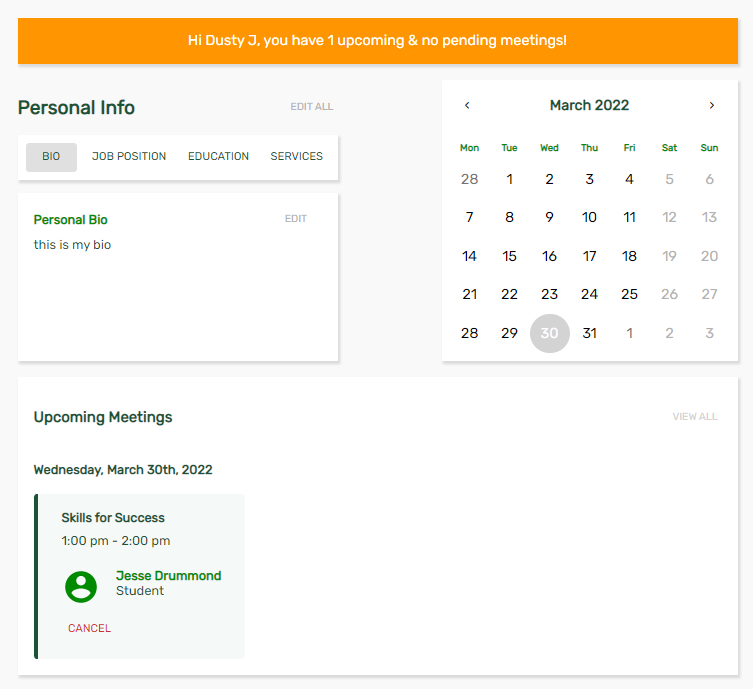 Hi Dusty J, you have 1 upcoming & no pending meetings!
Personal Info
EDIT ALL
BIO JOB POSITION EDUCATION SERVICES
Personal Bio
EDIT
this is my bio
‹ March 2022 ›
Mon Tue Wed Thu Fri Sat Sun
28 1 2 3 4 5 6
7 8 9 10 11 12 13
14 15 16 17 18 19 20
21 22 23 24 25 26 27
28 29 30 31 1 2 3
Upcoming Meetings
VIEW ALL
Wednesday, March 30th, 2022
Skills for Success
1:00 pm - 2:00 pm
Jesse Drummond
Student
CANCEL